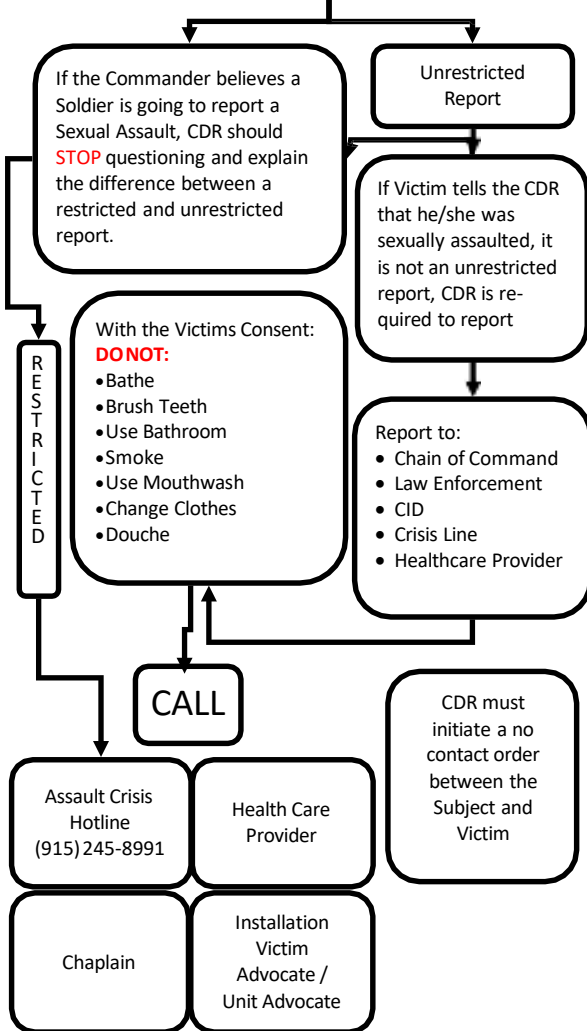 If the Commander believes a
Soldier is going to report a
Sexual Assault, CDR should
STOP questioning and explain
the difference between a
restricted and unrestricted
report.
Unrestricted
Report
If Victim tells the CDR
that he/she was
sexually assaulted, it
is not an unrestricted
report, CDR is re-
quired to report
RESTRICTED
With the Victims Consent:
DO NOT:
•Bathe
•Brush Teeth
•Use Bathroom
•Smoke
•Use Mouthwash
•Change Clothes
•Douche
Report to:
• Chain of Command
• Law Enforcement
• CID
• Crisis Line
• Healthcare Provider
CALL
CDR must
initiate a no
contact order
between the
Subject and
Victim
Assault Crisis
Hotline
(915) 245-8991
Health Care
Provider
Chaplain
Installation
Victim
Advocate /
Unit Advocate